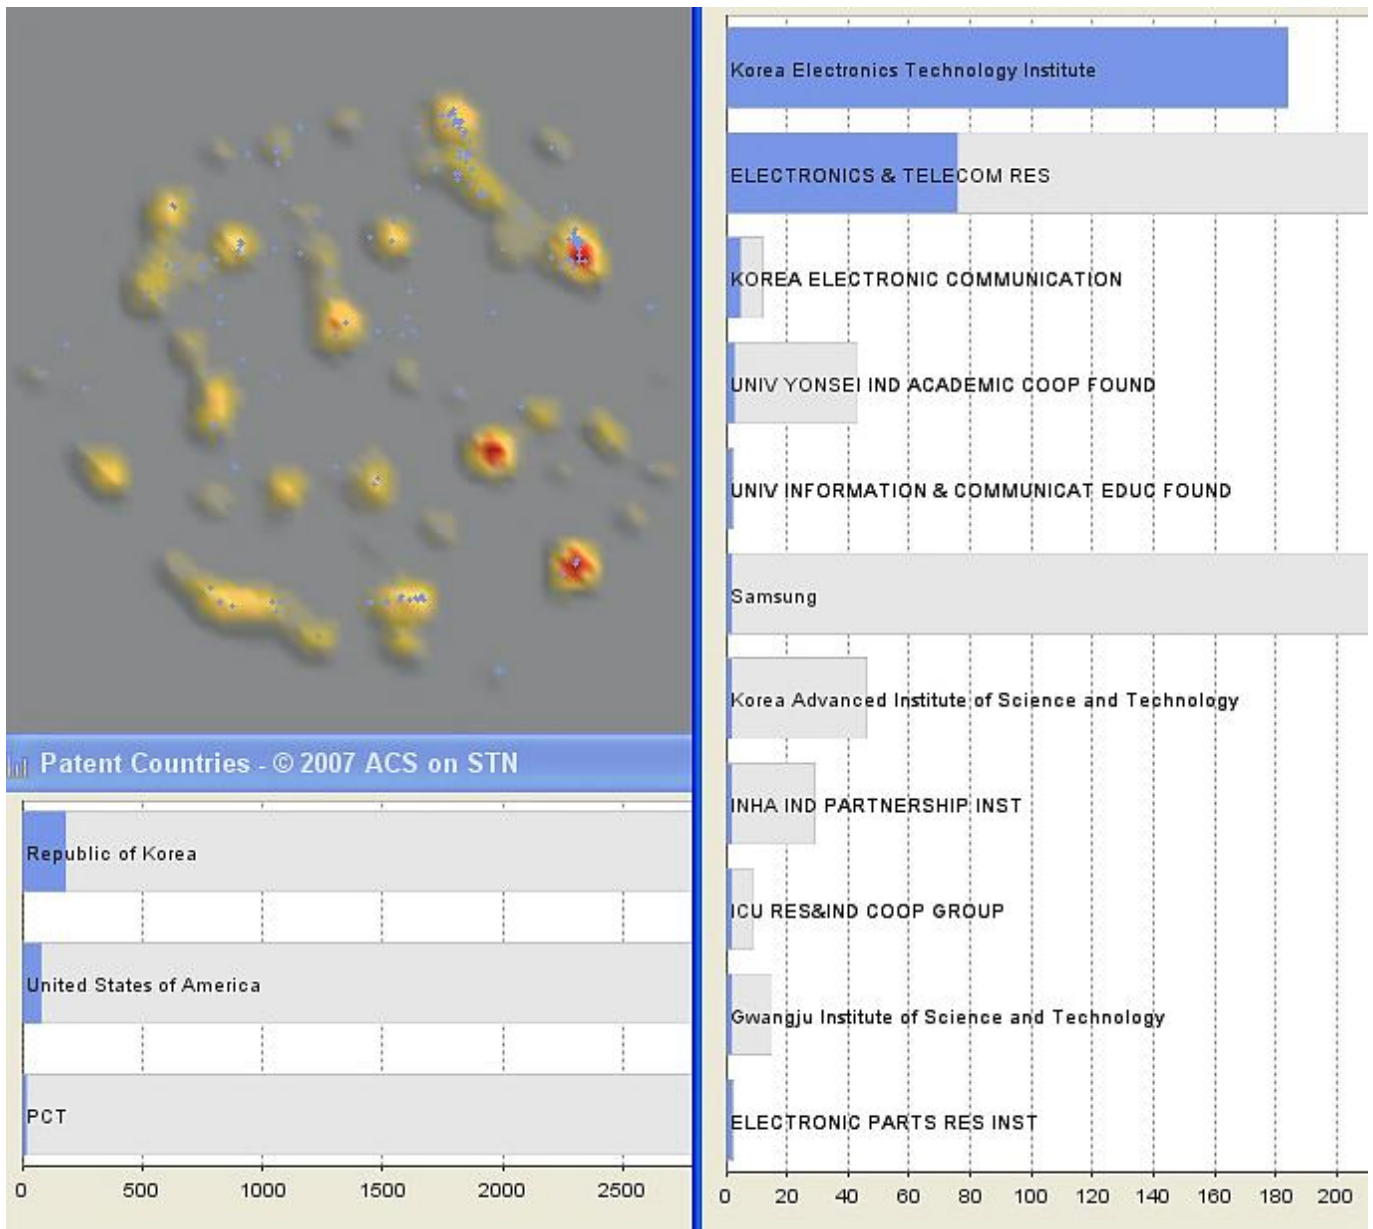 Patent Countries - © 2007 ACS on STN
Republic of Korea
United States of America
PCT
0 500 1000 1500 2000 2500
Korea Electronics Technology Institute
ELECTRONICS & TELECOM RES
KOREA ELECTRONIC COMMUNICATION
UNIV YONSEI IND ACADEMIC COOP FOUND
UNIV INFORMATION & COMMUNICAT EDUC FOUND
Samsung
Korea Advanced Institute of Science and Technology
INHA IND PARTNERSHIP INST
ICU RES&IND COOP GROUP
Gwangju Institute of Science and Technology
ELECTRONIC PARTS RES INST
0 20 40 60 80 100 120 140 160 180 200